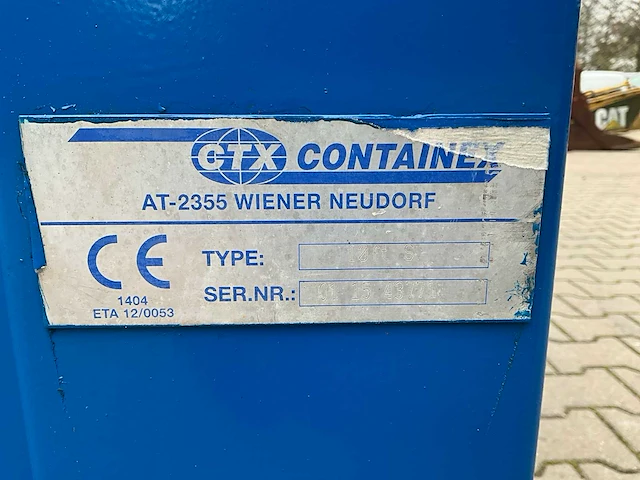 CTX CONTAINEX
AT-2355 WIENER NEUDORF
CE
TYPE:
SER.NR.:
1404
ETA 12/0053
CAT